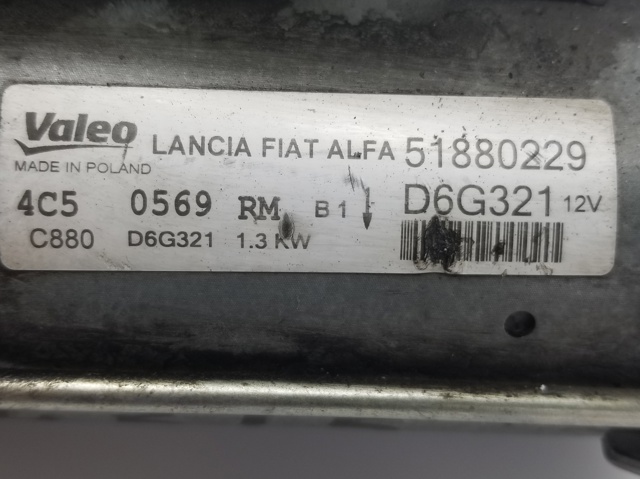 Valeo LANCIA FIAT ALFA 51880229
MADE IN POLAND
4C5 0569 RM B1 D6G321 12V
C880 D6G321 1.3 KW